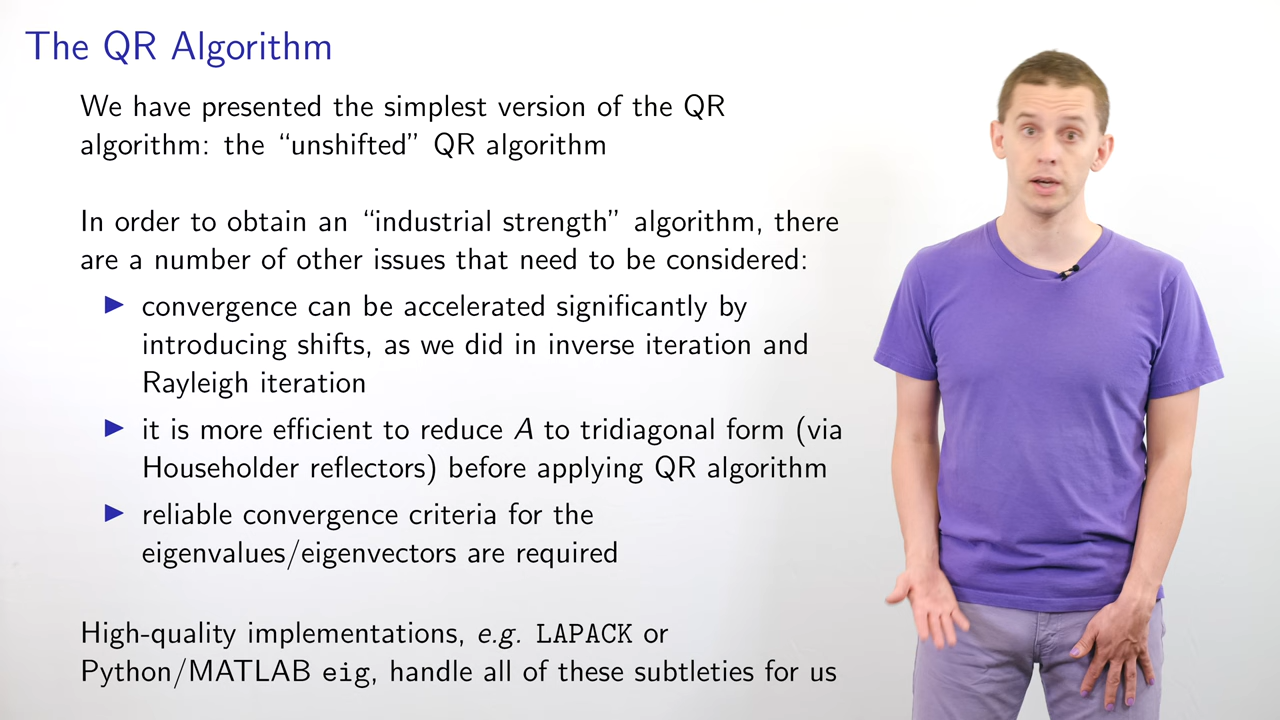 The QR Algorithm
We have presented the simplest version of the QR
algorithm: the “unshifted” QR algorithm
In order to obtain an “industrial strength” algorithm, there
are a number of other issues that need to be considered:
▶ convergence can be accelerated significantly by
introducing shifts, as we did in inverse iteration and
Rayleigh iteration
▶ it is more efficient to reduce A to tridiagonal form (via
Householder reflectors) before applying QR algorithm
▶ reliable convergence criteria for the
eigenvalues/eigenvectors are required
High-quality implementations, e.g. LAPACK or
Python/MATLAB eig, handle all of these subtleties for us